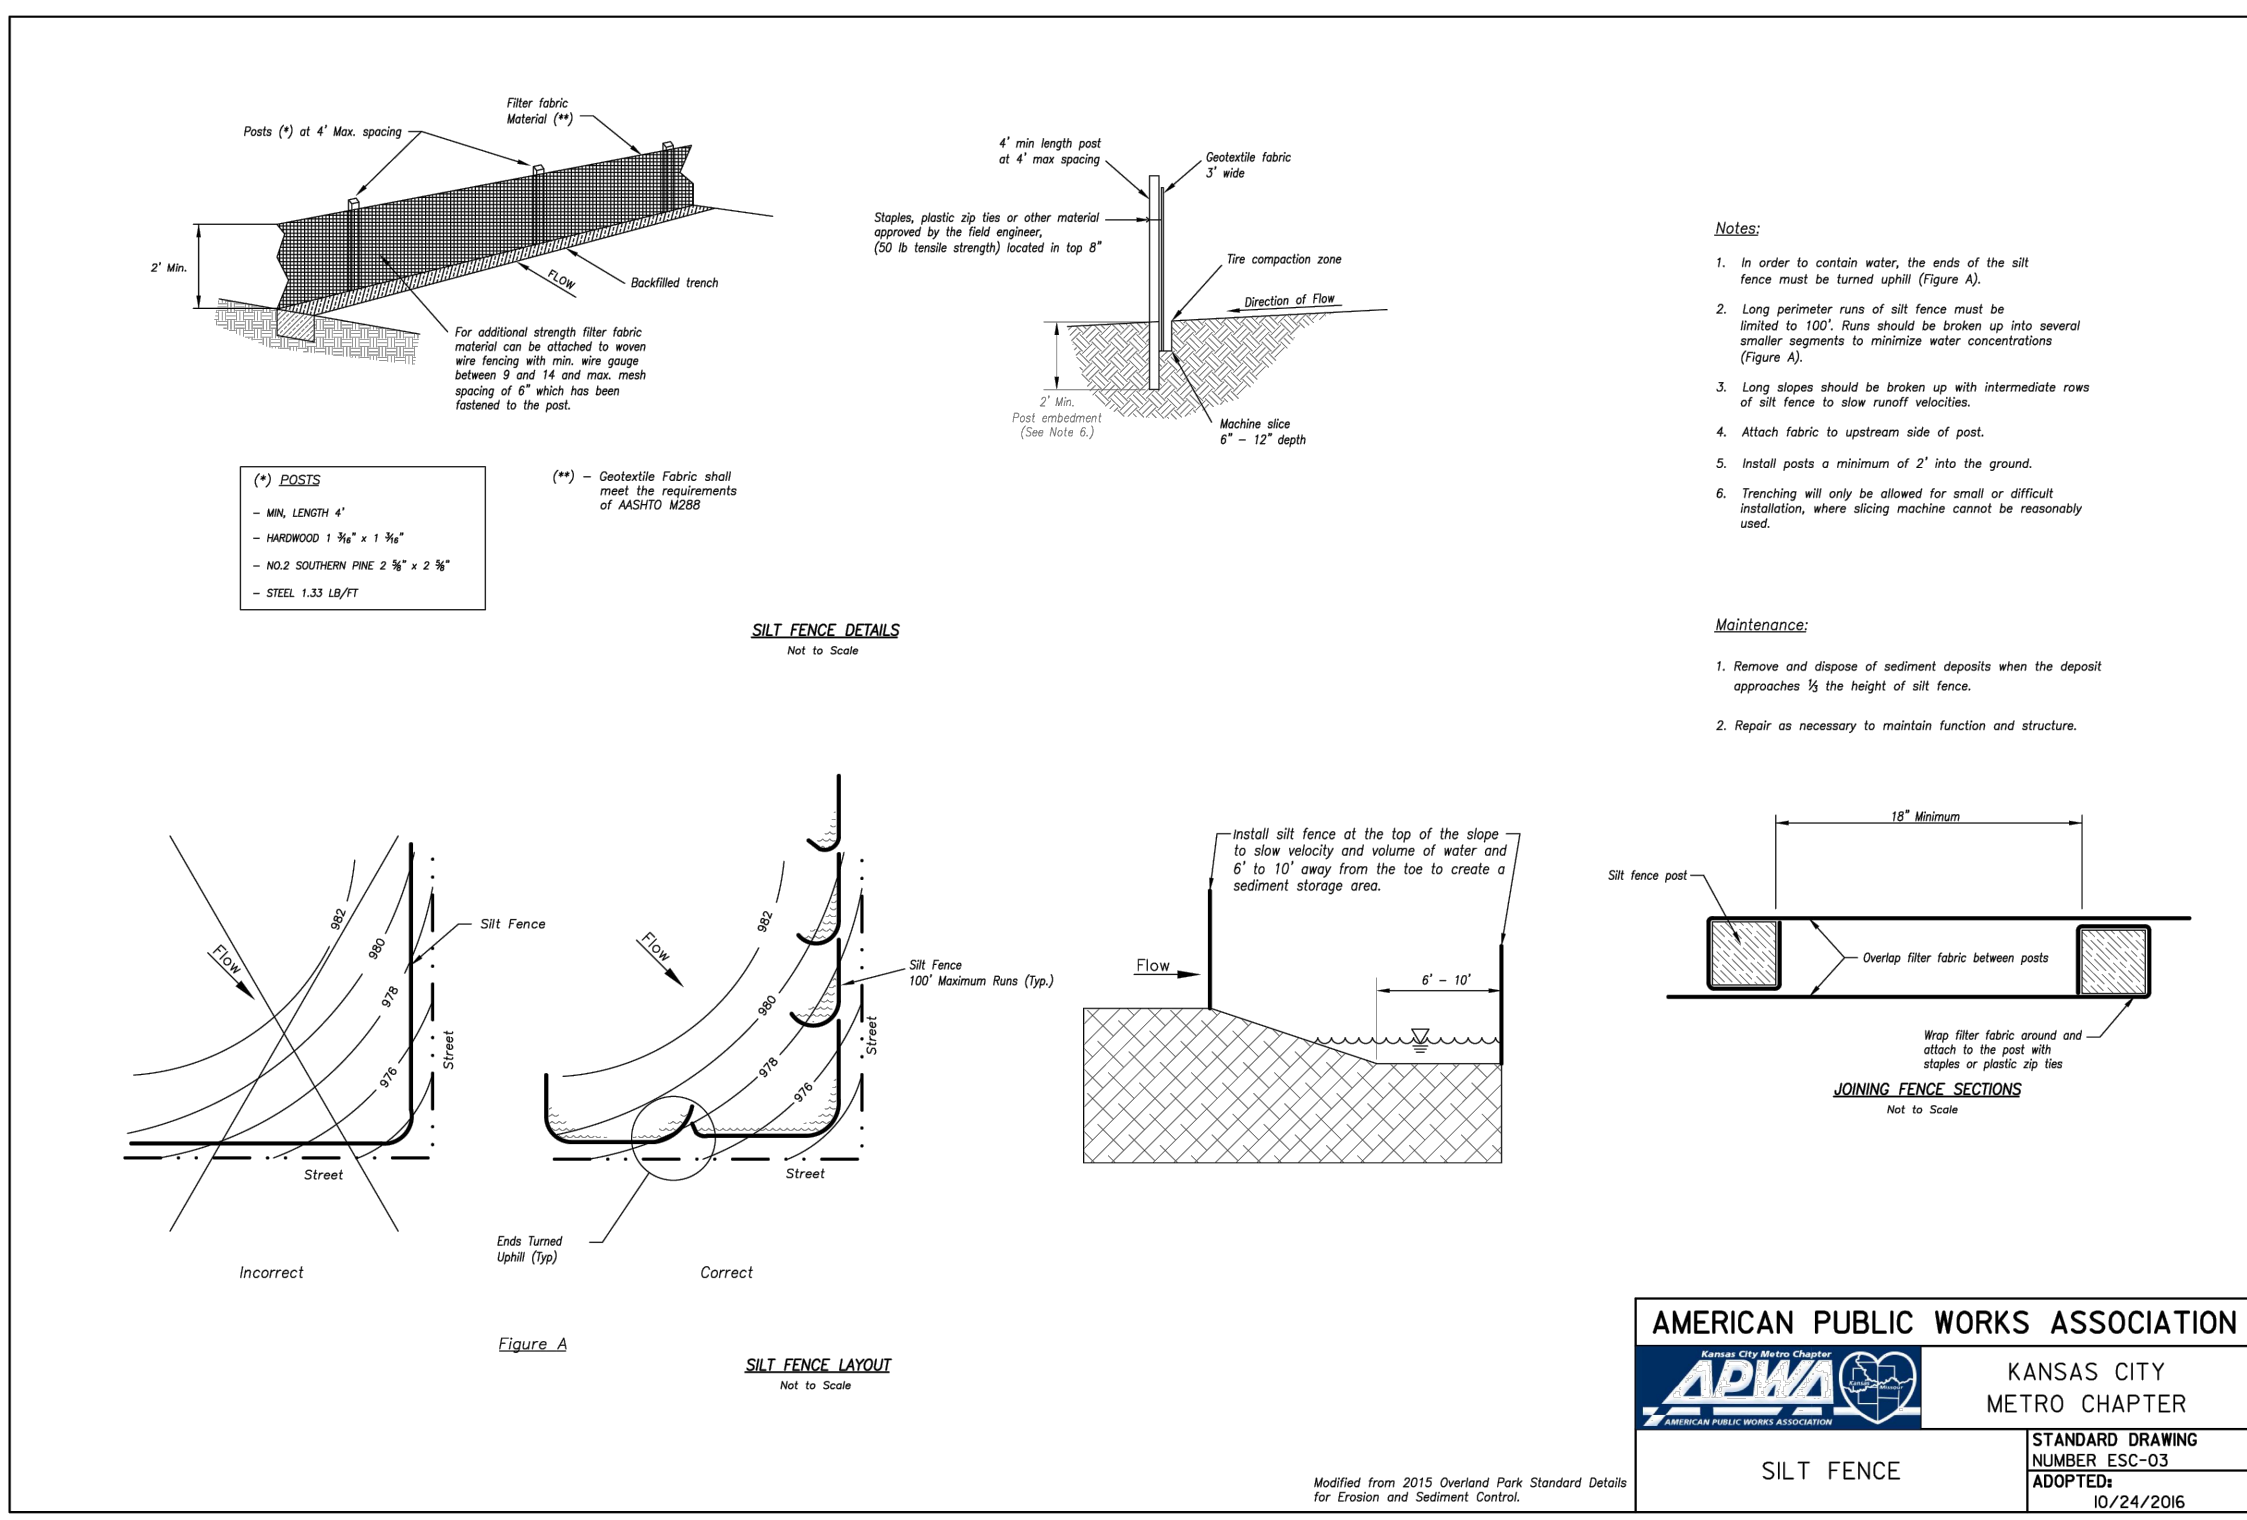 Filter fabric
Material (**)
Posts (*) at 4' Max. spacing
2' Min.
FLOW
Backfilled trench
For additional strength filter fabric
material can be attached to woven
wire fencing with min. wire gauge
between 9 and 14 and max. mesh
spacing of 6" which has been
fastened to the post.
4' min length post
at 4' max spacing
Geotextile fabric
3' wide
Staples, plastic zip ties or other material
approved by the field engineer,
(50 lb tensile strength) located in top 8"
Tire compaction zone
Direction of Flow
2' Min.
Post embedment
(See Note 6.)
Machine slice
6" – 12" depth
(*) POSTS
– MIN, LENGTH 4'
– HARDWOOD 1 3/16" x 1 3/16"
– NO.2 SOUTHERN PINE 2 5/8" x 2 5/8"
– STEEL 1.33 LB/FT
(**) – Geotextile Fabric shall
meet the requirements
of AASHTO M288
SILT FENCE DETAILS
Not to Scale
Notes:
1. In order to contain water, the ends of the silt
fence must be turned uphill (Figure A).
2. Long perimeter runs of silt fence must be
limited to 100'. Runs should be broken up into several
smaller segments to minimize water concentrations
(Figure A).
3. Long slopes should be broken up with intermediate rows
of silt fence to slow runoff velocities.
4. Attach fabric to upstream side of post.
5. Install posts a minimum of 2' into the ground.
6. Trenching will only be allowed for small or difficult
installation, where slicing machine cannot be reasonably
used.
Maintenance:
1. Remove and dispose of sediment deposits when the deposit
approaches 1/3 the height of silt fence.
2. Repair as necessary to maintain function and structure.
982
980
978
976
Flow
Silt Fence
Street
Street
Incorrect
982
980
978
976
Flow
Silt Fence
100' Maximum Runs (Typ.)
Street
Street
Ends Turned
Uphill (Typ)
Correct
Figure A
SILT FENCE LAYOUT
Not to Scale
Install silt fence at the top of the slope
to slow velocity and volume of water and
6' to 10' away from the toe to create a
sediment storage area.
Flow
6' – 10'
18" Minimum
Silt fence post
Overlap filter fabric between posts
Wrap filter fabric around and
attach to the post with
staples or plastic zip ties
JOINING FENCE SECTIONS
Not to Scale
Modified from 2015 Overland Park Standard Details
for Erosion and Sediment Control.
AMERICAN PUBLIC WORKS ASSOCIATION
Kansas City Metro Chapter
APWA
Kansas
Missouri
AMERICAN PUBLIC WORKS ASSOCIATION
KANSAS CITY
METRO CHAPTER
SILT FENCE
STANDARD DRAWING
NUMBER ESC-03
ADOPTED:
10/24/2016